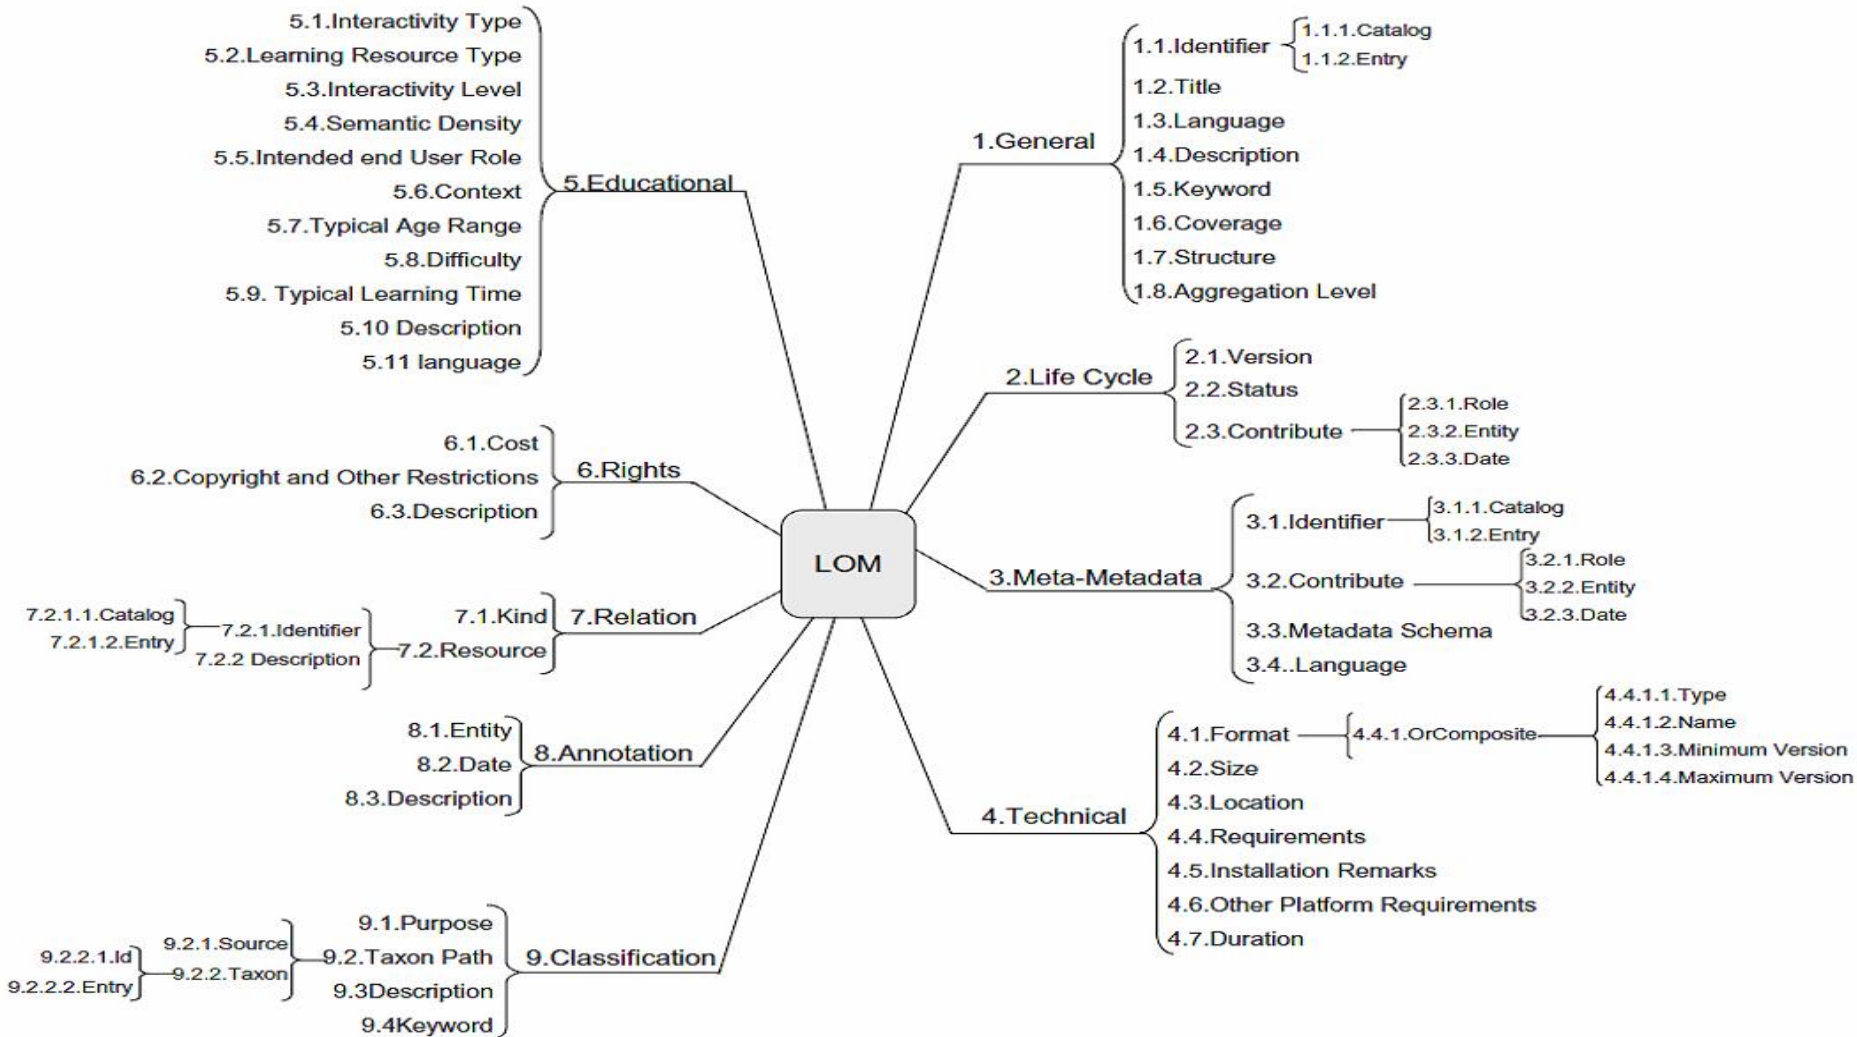 LOM
1.General
1.1.Identifier
1.1.1.Catalog
1.1.2.Entry
1.2.Title
1.3.Language
1.4.Description
1.5.Keyword
1.6.Coverage
1.7.Structure
1.8.Aggregation Level
2.Life Cycle
2.1.Version
2.2.Status
2.3.Contribute
2.3.1.Role
2.3.2.Entity
2.3.3.Date
3.Meta-Metadata
3.1.Identifier
3.1.1.Catalog
3.1.2.Entry
3.2.Contribute
3.2.1.Role
3.2.2.Entity
3.2.3.Date
3.3.Metadata Schema
3.4..Language
4.Technical
4.1.Format
4.4.1.OrComposite
4.4.1.1.Type
4.4.1.2.Name
4.4.1.3.Minimum Version
4.4.1.4.Maximum Version
4.2.Size
4.3.Location
4.4.Requirements
4.5.Installation Remarks
4.6.Other Platform Requirements
4.7.Duration
5.Educational
5.1.Interactivity Type
5.2.Learning Resource Type
5.3.Interactivity Level
5.4.Semantic Density
5.5.Intended end User Role
5.6.Context
5.7.Typical Age Range
5.8.Difficulty
5.9. Typical Learning Time
5.10 Description
5.11 language
6.Rights
6.1.Cost
6.2.Copyright and Other Restrictions
6.3.Description
7.Relation
7.1.Kind
7.2.Resource
7.2.1.Identifier
7.2.1.1.Catalog
7.2.1.2.Entry
7.2.2 Description
8.Annotation
8.1.Entity
8.2.Date
8.3.Description
9.Classification
9.1.Purpose
9.2.Taxon Path
9.2.1.Source
9.2.2.Taxon
9.2.2.1.Id
9.2.2.2.Entry
9.3Description
9.4Keyword